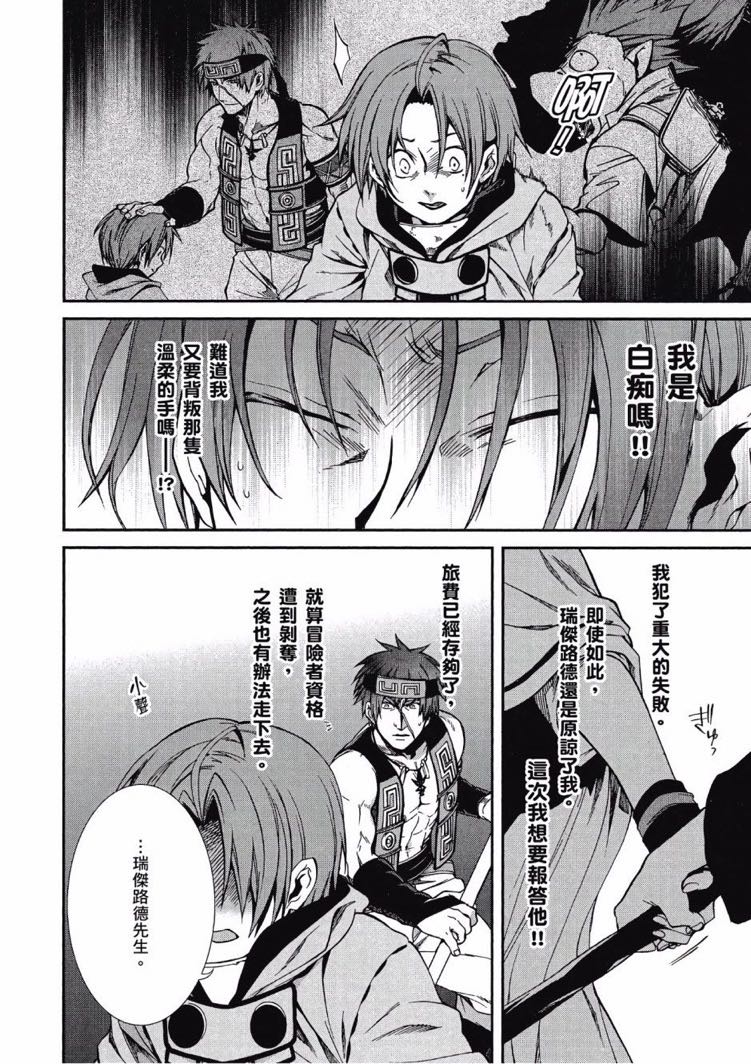 我是
白痴嗎!!
難道我
又要背叛那隻
溫柔的手嗎——!?
我犯了重大的失敗。
即使如此，
瑞傑路德還是原諒了我。
這次我想要報答他!!
ぎゅっ
旅費已經存夠了，
就算冒險者資格
遭到剝奪，
之後也有辦法走下去。
小聲
…瑞傑路德先生。